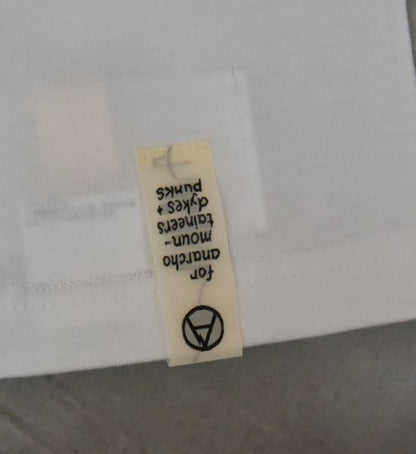 for
anarcho
moun-
taineers
dykes +
punks